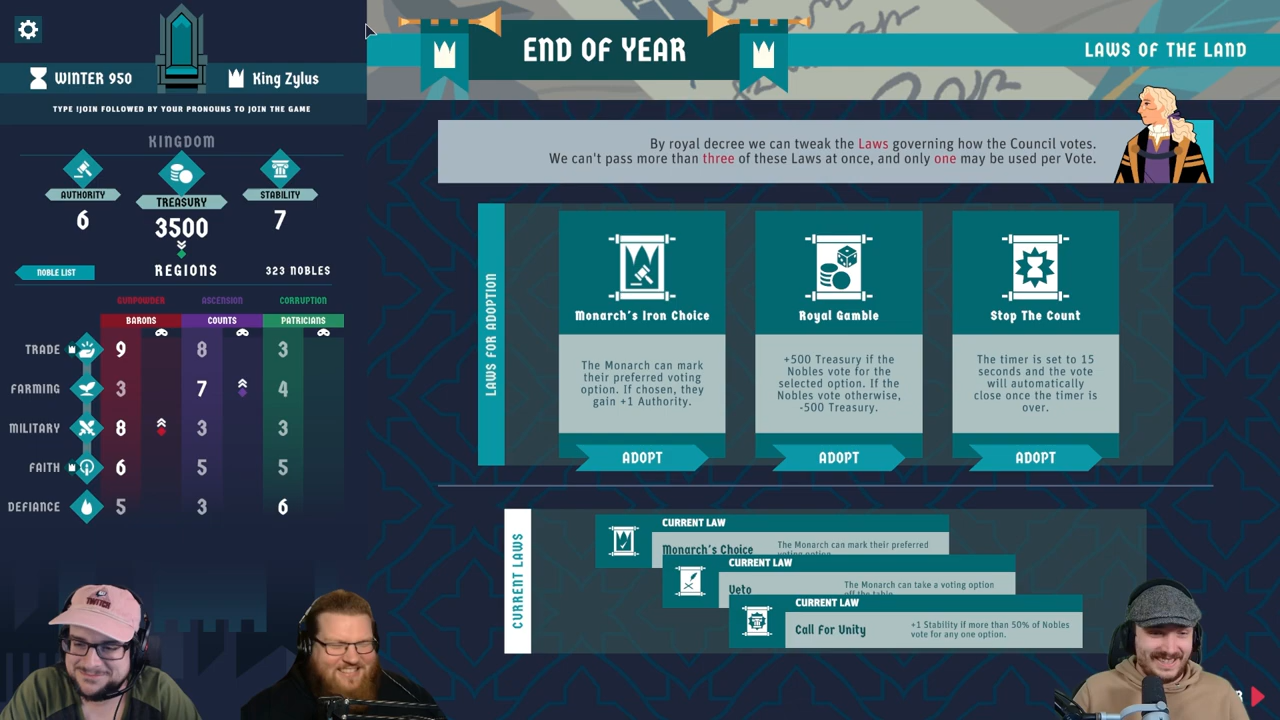 WINTER 950
King Zylus
TYPE !JOIN FOLLOWED BY YOUR PRONOUNS TO JOIN THE GAME
KINGDOM
AUTHORITY
6
TREASURY
3500
STABILITY
7
NOBLE LIST
REGIONS
323 NOBLES
GUNPOWDER
ASCENSION
CORRUPTION
BARONS
COUNTS
PATRICIANS
TRADE 9 8 3
FARMING 3 7 4
MILITARY 8 3 3
FAITH 6 5 5
DEFIANCE 5 3 6
TWITCH
END OF YEAR
LAWS OF THE LAND
By royal decree we can tweak the Laws governing how the Council votes.
We can't pass more than three of these Laws at once, and only one may be used per Vote.
LAWS FOR ADOPTION
Monarch's Iron Choice
The Monarch can mark
their preferred voting
option. If chosen, they
gain +1 Authority.
ADOPT
Royal Gamble
+500 Treasury if the
Nobles vote for the
selected option. If the
Nobles vote otherwise,
-500 Treasury.
ADOPT
Stop The Count
The timer is set to 15
seconds and the vote
will automatically
close once the timer is
over.
ADOPT
CURRENT LAWS
CURRENT LAW
Monarch's Choice
The Monarch can mark their preferred
voting option.
CURRENT LAW
Veto
The Monarch can take a voting option
off the table.
CURRENT LAW
Call For Unity
+1 Stability if more than 50% of Nobles
vote for any one option.